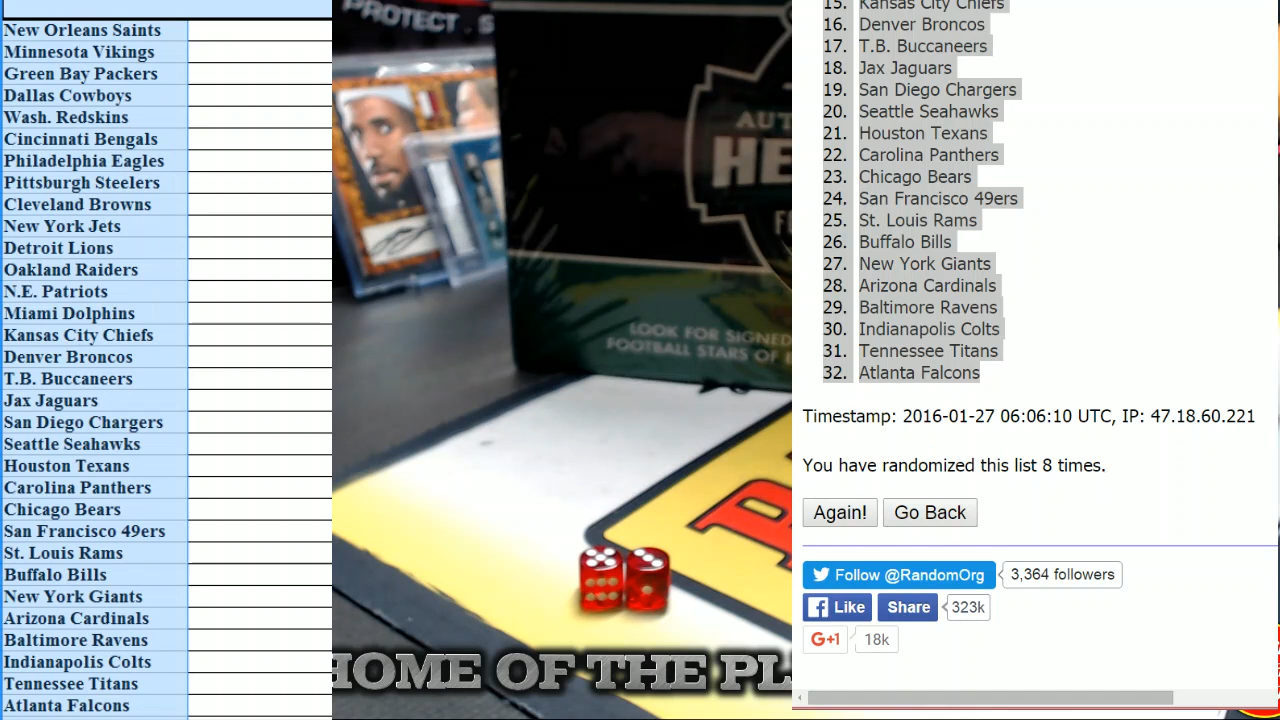 New Orleans Saints
Minnesota Vikings
Green Bay Packers
Dallas Cowboys
Wash. Redskins
Cincinnati Bengals
Philadelphia Eagles
Pittsburgh Steelers
Cleveland Browns
New York Jets
Detroit Lions
Oakland Raiders
N.E. Patriots
Miami Dolphins
Kansas City Chiefs
Denver Broncos
T.B. Buccaneers
Jax Jaguars
San Diego Chargers
Seattle Seahawks
Houston Texans
Carolina Panthers
Chicago Bears
San Francisco 49ers
St. Louis Rams
Buffalo Bills
New York Giants
Arizona Cardinals
Baltimore Ravens
Indianapolis Colts
Tennessee Titans
Atlanta Falcons
PROTECT
AUT
HE
F
LOOK FOR SIGNED
FOOTBALL STARS OF
HOME OF THE PL
15. Kansas City Chiefs
16. Denver Broncos
17. T.B. Buccaneers
18. Jax Jaguars
19. San Diego Chargers
20. Seattle Seahawks
21. Houston Texans
22. Carolina Panthers
23. Chicago Bears
24. San Francisco 49ers
25. St. Louis Rams
26. Buffalo Bills
27. New York Giants
28. Arizona Cardinals
29. Baltimore Ravens
30. Indianapolis Colts
31. Tennessee Titans
32. Atlanta Falcons
Timestamp: 2016-01-27 06:06:10 UTC, IP: 47.18.60.221
You have randomized this list 8 times.
Again! Go Back
Follow @RandomOrg 3,364 followers
Like Share 323k
G+1 18k